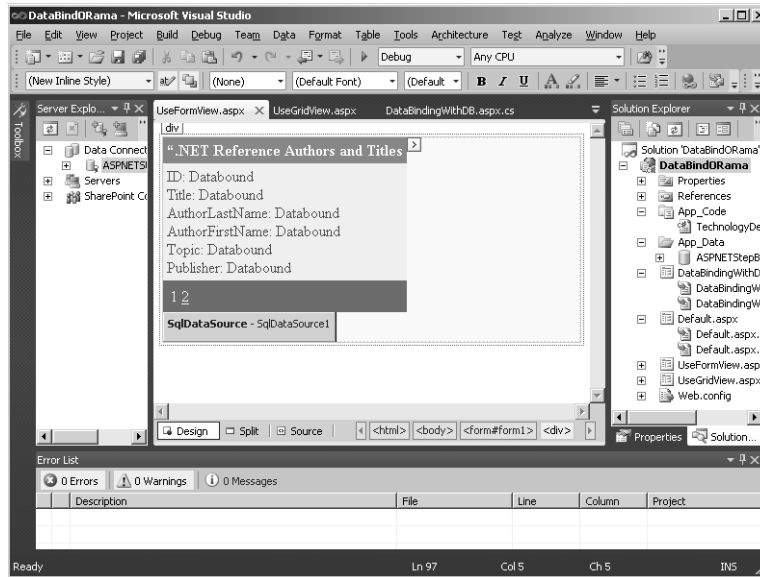 DataBindORama - Microsoft Visual Studio
File Edit View Project Build Debug Team Data Format Table Tools Architecture Test Analyze Window Help
Debug Any CPU
(New Inline Style) (None) (Default Font) (Default B I U A
Server Explo... UseFormView.aspx UseGridView.aspx DataBindingWithDB.aspx.cs Solution Explorer
Toolbox
div
Data Connect
ASPNETS
Servers
SharePoint Co
".NET Reference Authors and Titles
ID: Databound
Title: Databound
AuthorLastName: Databound
AuthorFirstName: Databound
Topic: Databound
Publisher: Databound
1 2
SqlDataSource - SqlDataSource1
Solution 'DataBindORama'
DataBindORama
Properties
References
App_Code
TechnologyDe
App_Data
ASPNETStepB
DataBindingWithD
DataBindingW
DataBindingW
Default.aspx
Default.aspx.
Default.aspx.
UseFormView.asp
UseGridView.aspx
Web.config
Design Split Source <html> <body> <form#form1> <div>
Properties Solution...
Error List
0 Errors 0 Warnings 0 Messages
Description File Line Column Project
Ready Ln 97 Col 5 Ch 5 INS